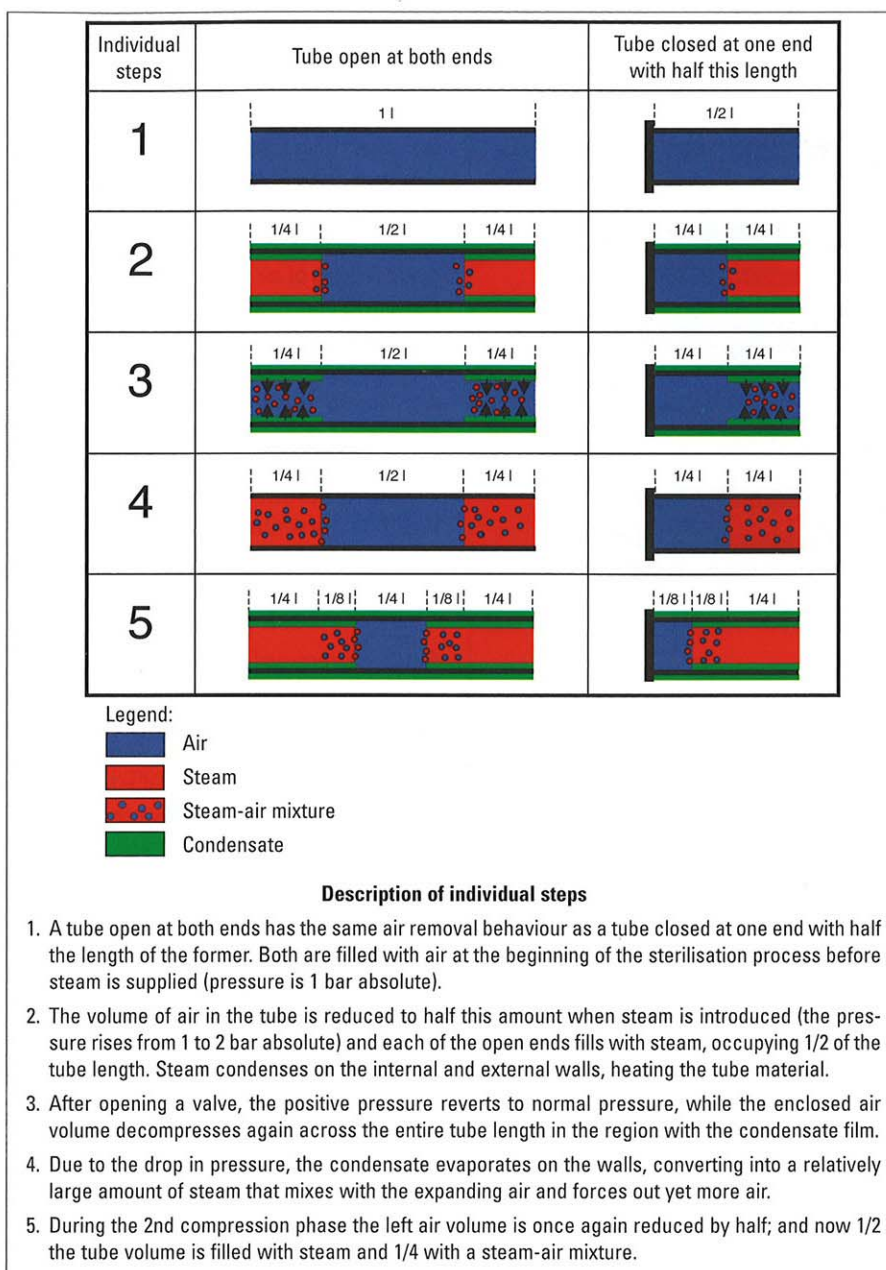 Individual steps
Tube open at both ends
Tube closed at one end
with half this length
1
1 l
1/2 l
2
1/4 l 1/2 l 1/4 l
1/4 l 1/4 l
3
1/4 l 1/2 l 1/4 l
1/4 l 1/4 l
4
1/4 l 1/2 l 1/4 l
1/4 l 1/4 l
5
1/4 l 1/8 l 1/4 l 1/8 l 1/4 l
1/8 l 1/8 l 1/4 l
Legend:
Air
Steam
Steam-air mixture
Condensate
Description of individual steps
1. A tube open at both ends has the same air removal behaviour as a tube closed at one end with half
the length of the former. Both are filled with air at the beginning of the sterilisation process before
steam is supplied (pressure is 1 bar absolute).
2. The volume of air in the tube is reduced to half this amount when steam is introduced (the pres-
sure rises from 1 to 2 bar absolute) and each of the open ends fills with steam, occupying 1/2 of the
tube length. Steam condenses on the internal and external walls, heating the tube material.
3. After opening a valve, the positive pressure reverts to normal pressure, while the enclosed air
volume decompresses again across the entire tube length in the region with the condensate film.
4. Due to the drop in pressure, the condensate evaporates on the walls, converting into a relatively
large amount of steam that mixes with the expanding air and forces out yet more air.
5. During the 2nd compression phase the left air volume is once again reduced by half; and now 1/2
the tube volume is filled with steam and 1/4 with a steam-air mixture.